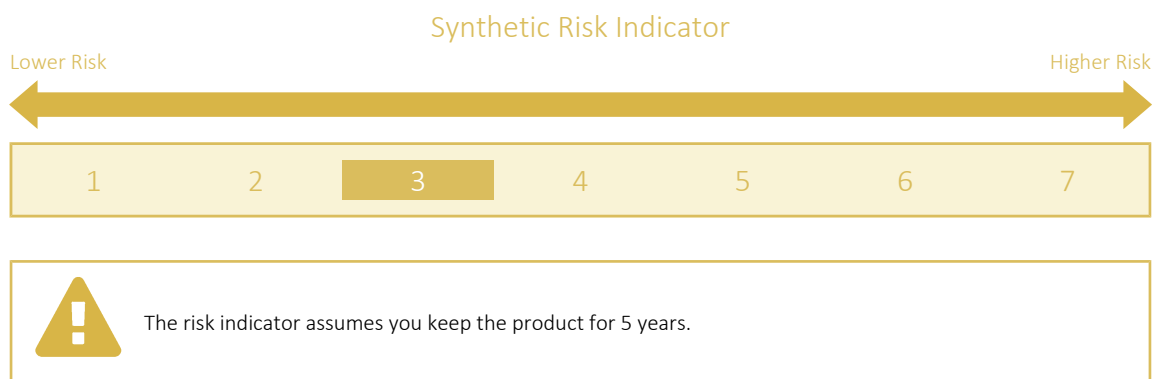 Synthetic Risk Indicator
Lower Risk Higher Risk
1 2 3 4 5 6 7
The risk indicator assumes you keep the product for 5 years.